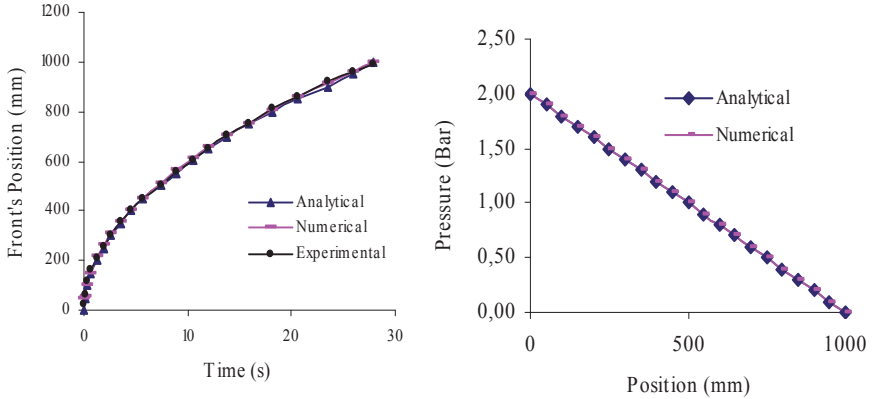 1200
1000
800
600
400
200
0
0
10
20
30
Front's Position (mm)
Time (s)
Analytical
Numerical
Experimental
2,50
2,00
1,50
1,00
0,50
0,00
0
500
1000
Pressure (Bar)
Position (mm)
Analytical
Numerical